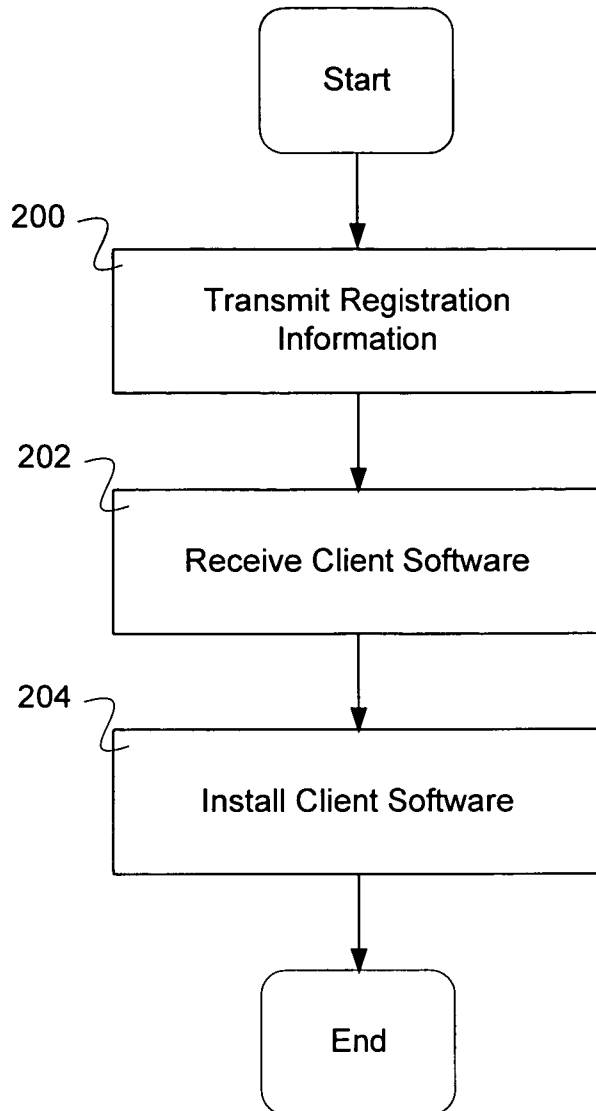 Start
200
Transmit Registration
Information
202
Receive Client Software
204
Install Client Software
End